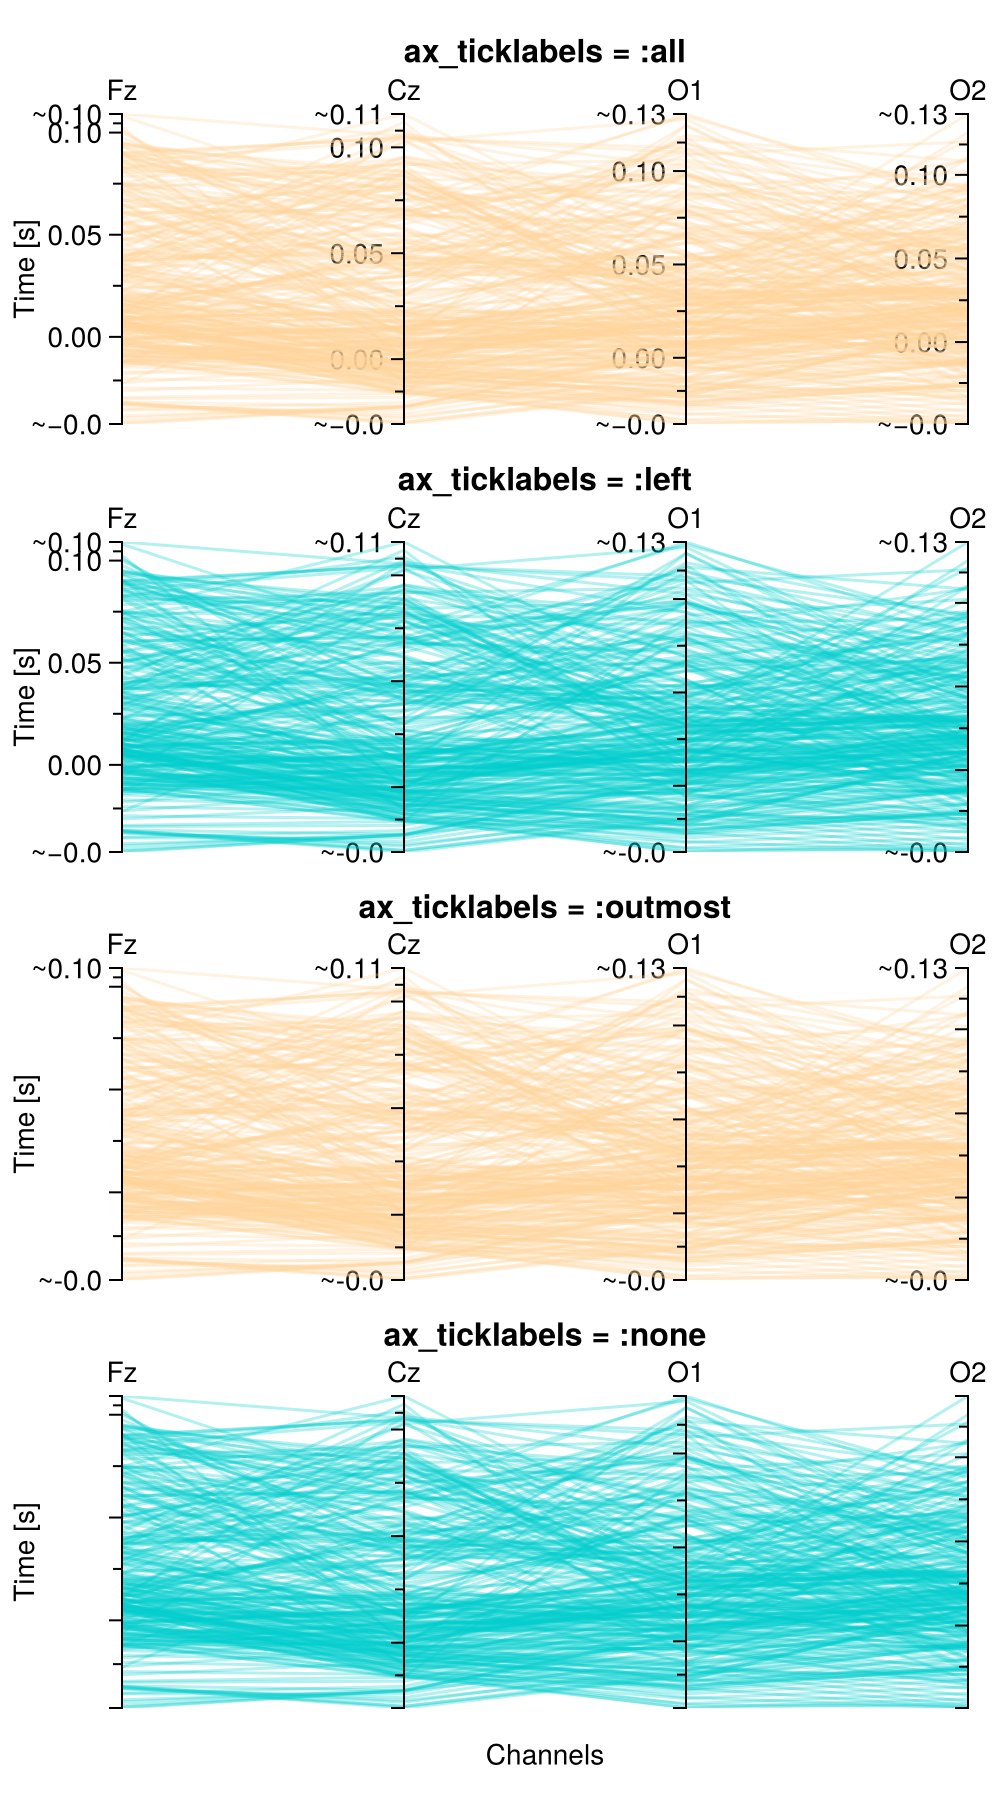 ax_ticklabels = :all
Fz Cz O1 O2
~0.10 ~0.11 ~0.13 ~0.13
0.10 0.10 0.10 0.10
0.05 0.05 0.05 0.05
0.00 0.00 0.00 0.00
~−0.0 ~−0.0 ~−0.0 ~−0.0
Time [s]
ax_ticklabels = :left
Fz Cz O1 O2
~0.10 ~0.11 ~0.13 ~0.13
0.10
0.05
0.00
~−0.0 ~-0.0 ~-0.0 ~-0.0
Time [s]
ax_ticklabels = :outmost
Fz Cz O1 O2
~0.10 ~0.11 ~0.13 ~0.13
~-0.0 ~-0.0 ~-0.0 ~-0.0
Time [s]
ax_ticklabels = :none
Fz Cz O1 O2
Time [s]
Channels